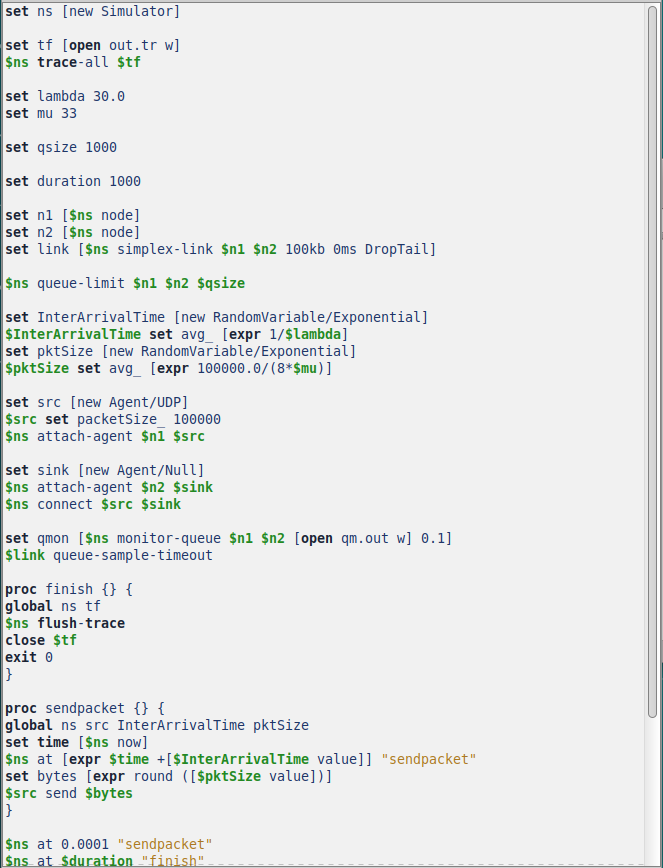 set ns [new Simulator]
set tf [open out.tr w]
$ns trace-all $tf
set lambda 30.0
set mu 33
set qsize 1000
set duration 1000
set n1 [$ns node]
set n2 [$ns node]
set link [$ns simplex-link $n1 $n2 100kb 0ms DropTail]
$ns queue-limit $n1 $n2 $qsize
set InterArrivalTime [new RandomVariable/Exponential]
$InterArrivalTime set avg_ [expr 1/$lambda]
set pktSize [new RandomVariable/Exponential]
$pktSize set avg_ [expr 100000.0/(8*$mu)]
set src [new Agent/UDP]
$src set packetSize_ 100000
$ns attach-agent $n1 $src
set sink [new Agent/Null]
$ns attach-agent $n2 $sink
$ns connect $src $sink
set qmon [$ns monitor-queue $n1 $n2 [open qm.out w] 0.1]
$link queue-sample-timeout
proc finish {} {
global ns tf
$ns flush-trace
close $tf
exit 0
}
proc sendpacket {} {
global ns src InterArrivalTime pktSize
set time [$ns now]
$ns at [expr $time +[$InterArrivalTime value]] "sendpacket"
set bytes [expr round ([$pktSize value])]
$src send $bytes
}
$ns at 0.0001 "sendpacket"
$ns at $duration "finish"